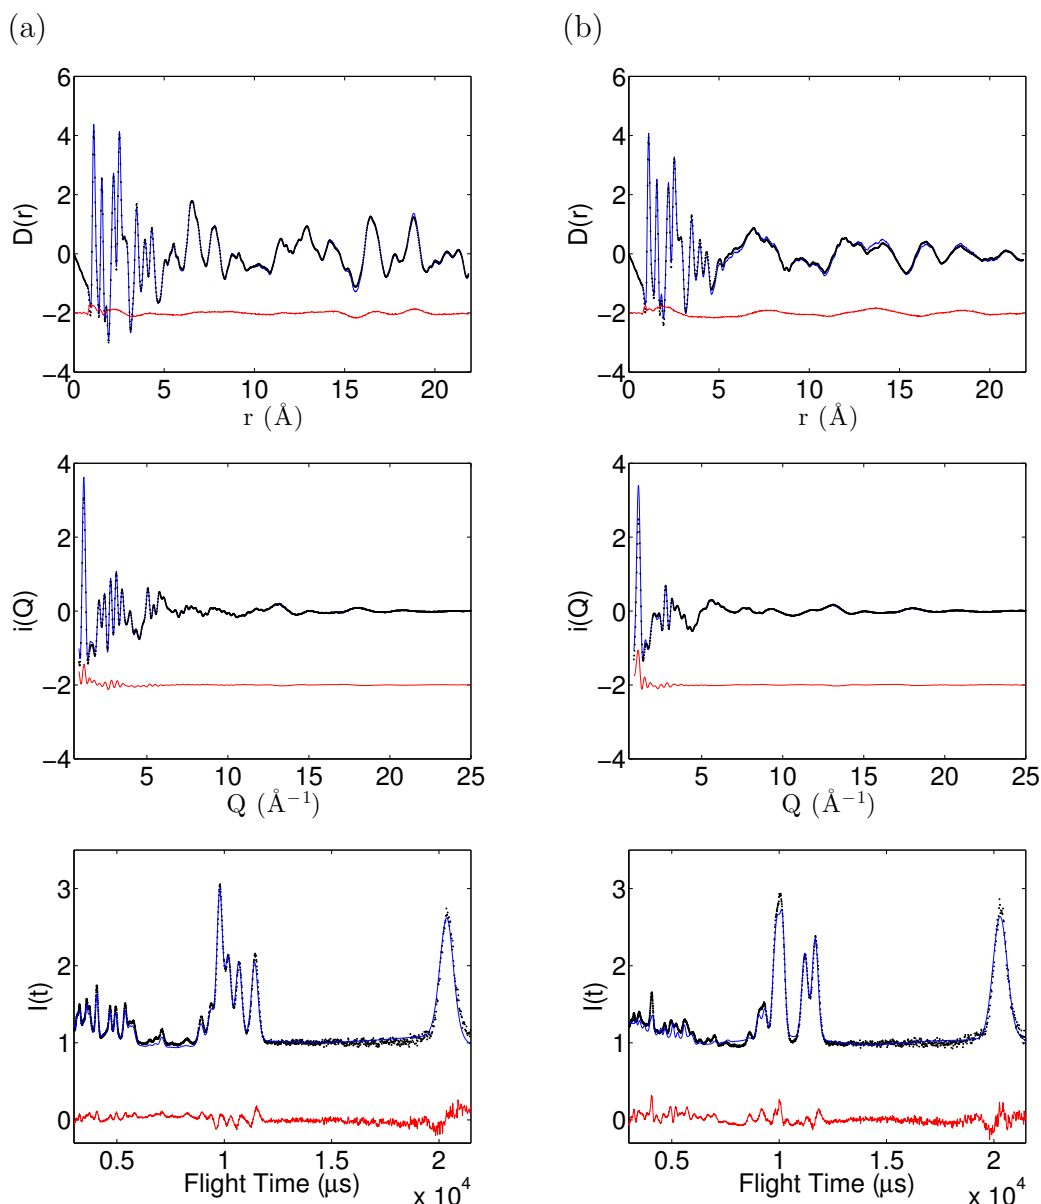 (a) (b)
6 6
4 4
2 2
0 0
−2 −2
−4 −4
D(r) D(r)
0 5 10 15 20 0 5 10 15 20
r (Å) r (Å)
4 4
2 2
0 0
−2 −2
−4 −4
i(Q) i(Q)
5 10 15 20 25 5 10 15 20 25
Q (Å⁻¹) Q (Å⁻¹)
3 3
2 2
1 1
0 0
I(t) I(t)
0.5 1 1.5 2 0.5 1 1.5 2
Flight Time (μs) Flight Time (μs)
x 10⁴ x 10⁴